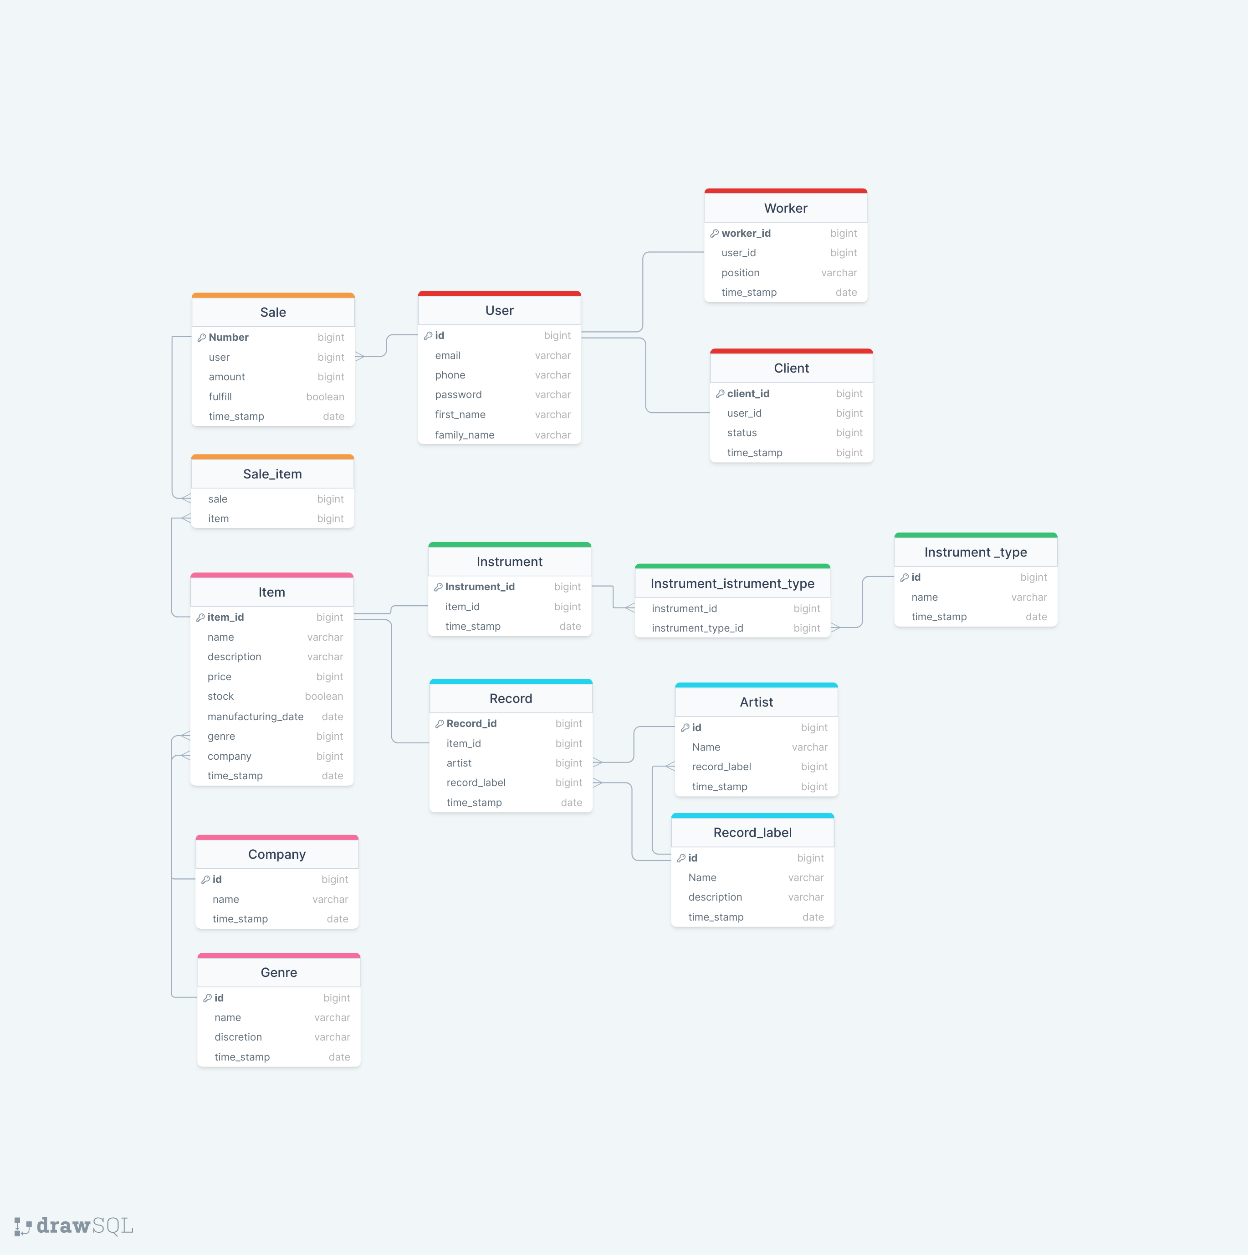 Worker
worker_id bigint
user_id bigint
position varchar
time_stamp date
Sale
Number bigint
user bigint
amount bigint
fulfill boolean
time_stamp date
User
id bigint
email varchar
phone varchar
password varchar
first_name varchar
family_name varchar
Client
client_id bigint
user_id bigint
status bigint
time_stamp bigint
Sale_item
sale bigint
item bigint
Instrument
Instrument_id bigint
item_id bigint
time_stamp date
Instrument_istrument_type
instrument_id bigint
instrument_type_id bigint
Instrument _type
id bigint
name varchar
time_stamp date
Item
item_id bigint
name varchar
description varchar
price bigint
stock boolean
manufacturing_date date
genre bigint
company bigint
time_stamp date
Record
Record_id bigint
item_id bigint
artist bigint
record_label bigint
time_stamp date
Artist
id bigint
Name varchar
record_label bigint
time_stamp bigint
Record_label
id bigint
Name varchar
description varchar
time_stamp date
Company
id bigint
name varchar
time_stamp date
Genre
id bigint
name varchar
discretion varchar
time_stamp date
drawSQL